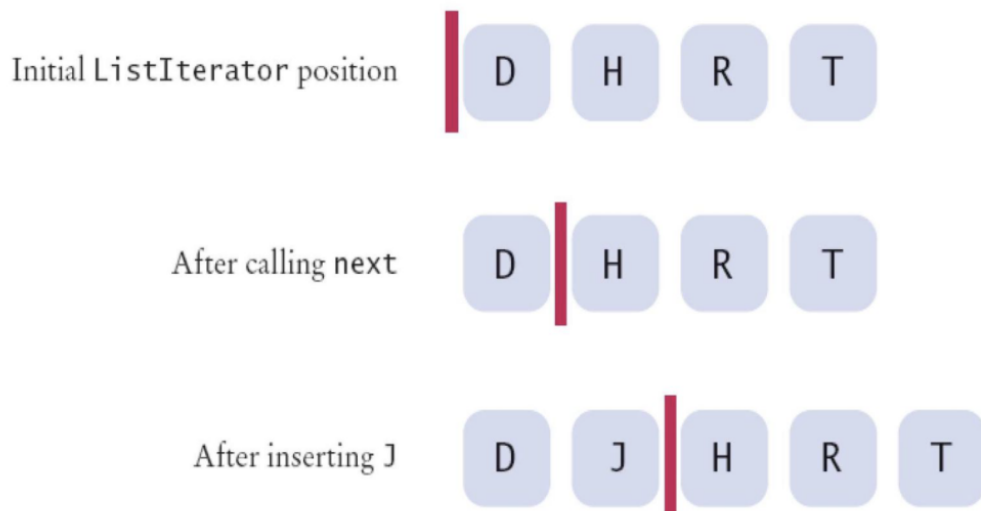 Initial ListIterator position D H R T
After calling next D H R T
After inserting J D J H R T